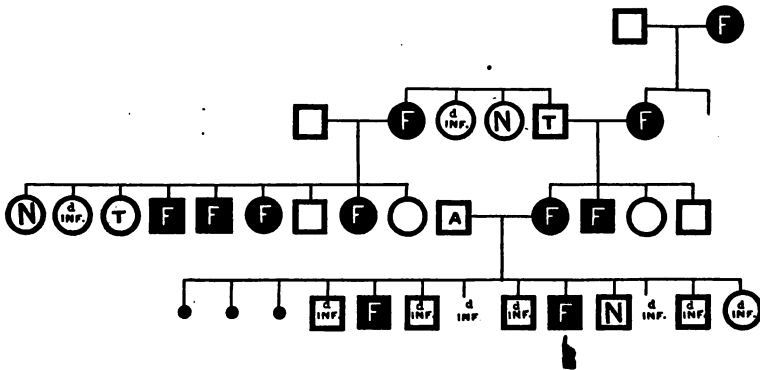 F
F d INF. N T F
N d INF. T F F F F A F F
d INF. F d INF. d INF. d INF. F N d INF. d INF. d INF.